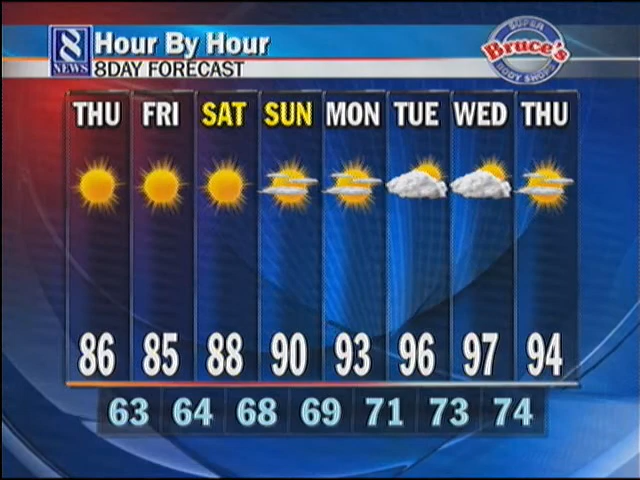 8 NEWS
Hour By Hour
8DAY FORECAST
SUPER
Bruce's
BODY SHOPS
THU FRI SAT SUN MON TUE WED THU
86 85 88 90 93 96 97 94
63 64 68 69 71 73 74